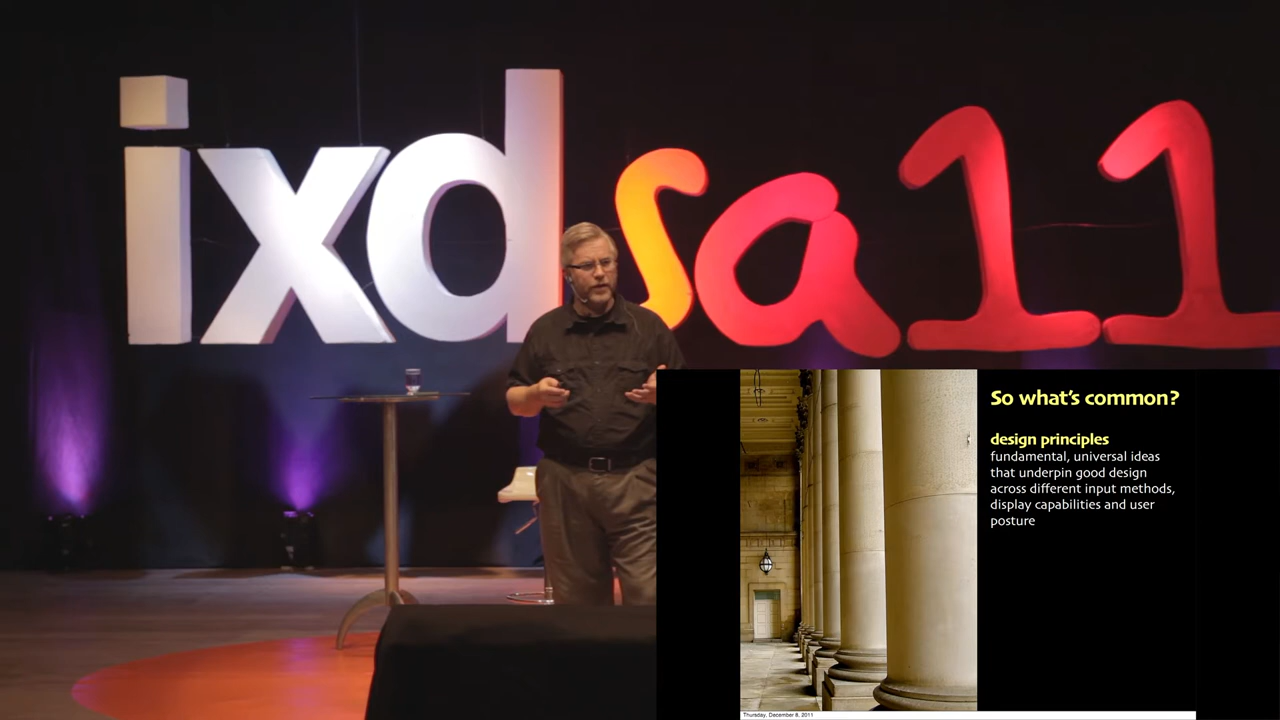 ixdsa11
So what's common?
design principles
fundamental, universal ideas
that underpin good design
across different input methods,
display capabilities and user
posture
Thursday, December 8, 2011